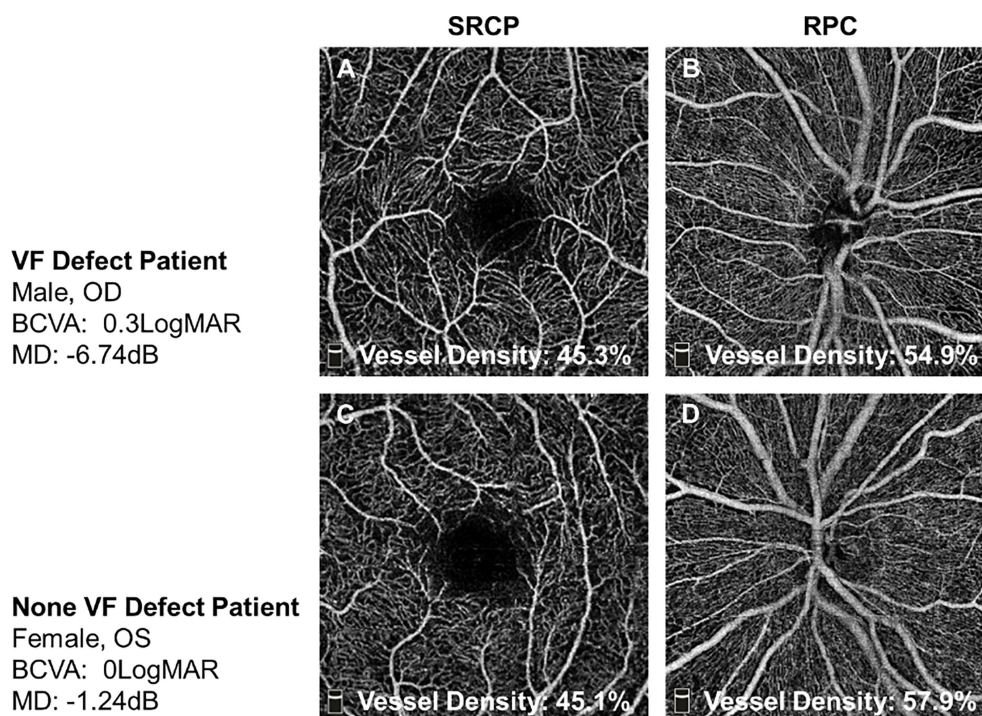 SRCP
RPC
A
B
VF Defect Patient
Male, OD
BCVA: 0.3LogMAR
MD: -6.74dB
Vessel Density: 45.3%
Vessel Density: 54.9%
C
D
None VF Defect Patient
Female, OS
BCVA: 0LogMAR
MD: -1.24dB
Vessel Density: 45.1%
Vessel Density: 57.9%